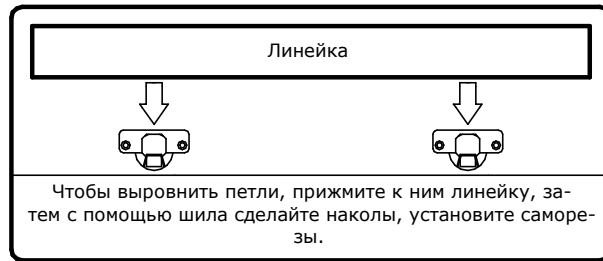 Линейка
Чтобы выровнить петли, прижмите к ним линейку, за-
тем с помощью шила сделайте наколы, установите саморе-
зы.